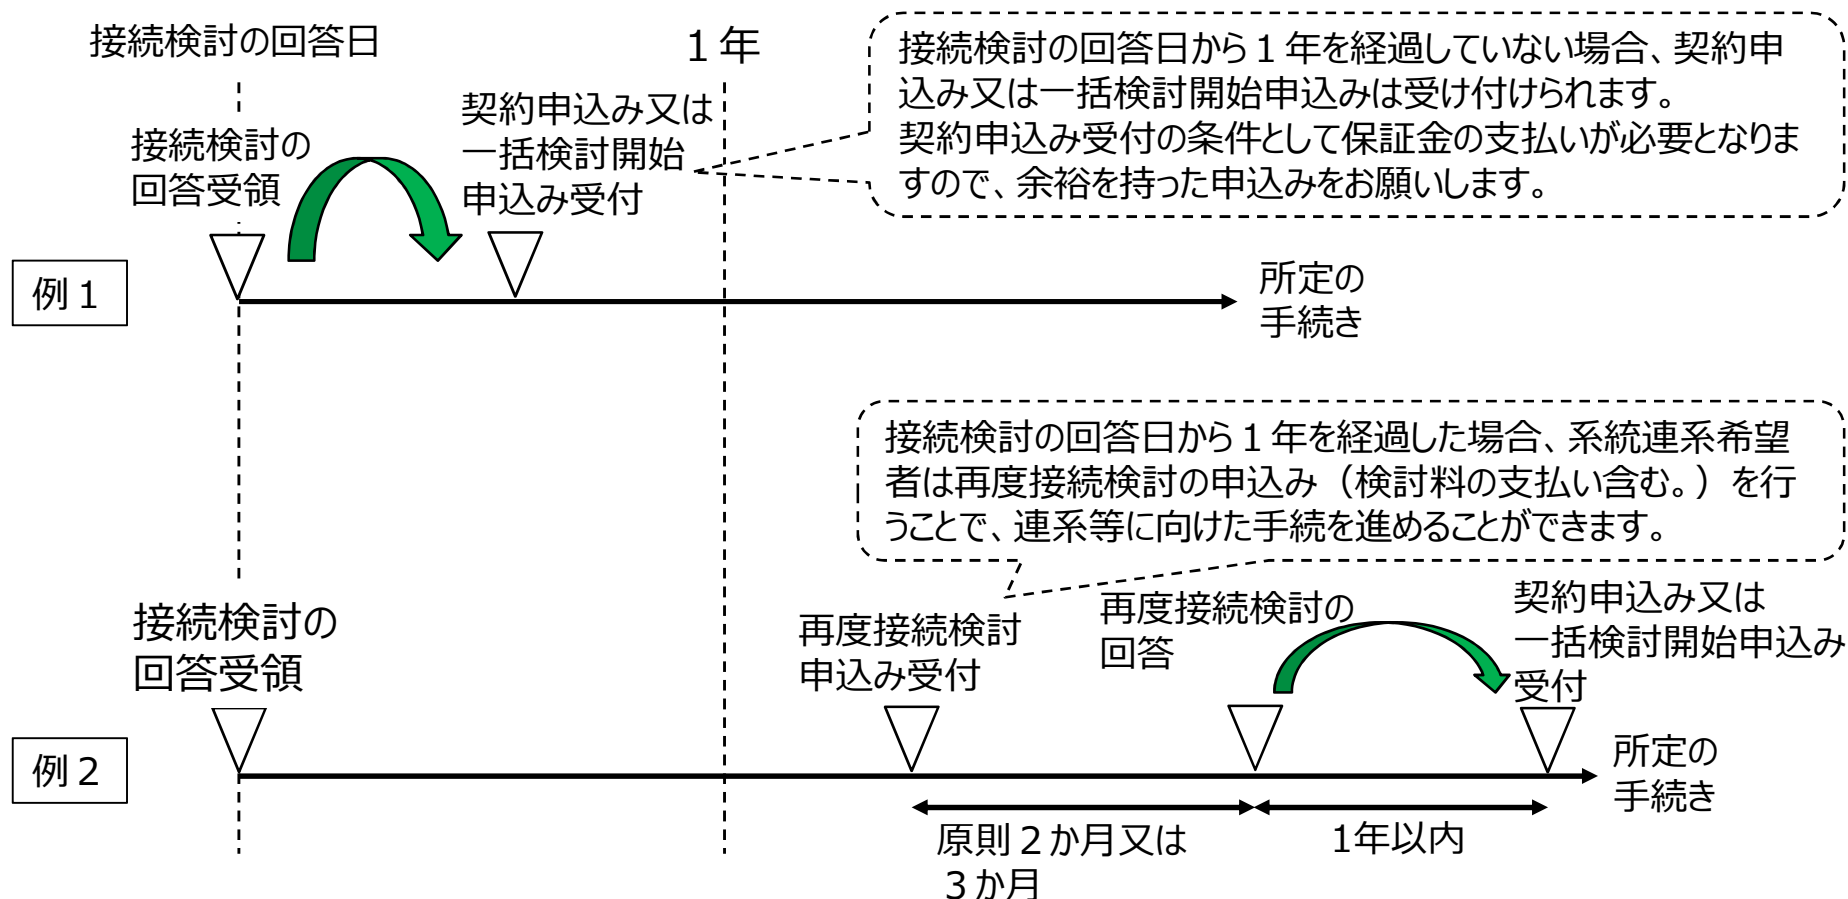 接続検討の回答日
１年
接続検討の回答日から１年を経過していない場合、契約申
込み又は一括検討開始申込みは受け付けられます。
契約申込み受付の条件として保証金の支払いが必要となりま
すので、余裕を持った申込みをお願いします。
接続検討の
回答受領
契約申込み又は
一括検討開始
申込み受付
例１
所定の
手続き
接続検討の回答日から１年を経過した場合、系統連系希望
者は再度接続検討の申込み（検討料の支払い含む。）を行
うことで、連系等に向けた手続を進めることができます。
接続検討の
回答受領
再度接続検討
申込み受付
再度接続検討の
回答
契約申込み又は
一括検討開始申込み
受付
例２
所定の
手続き
原則２か月又は
３か月
1年以内